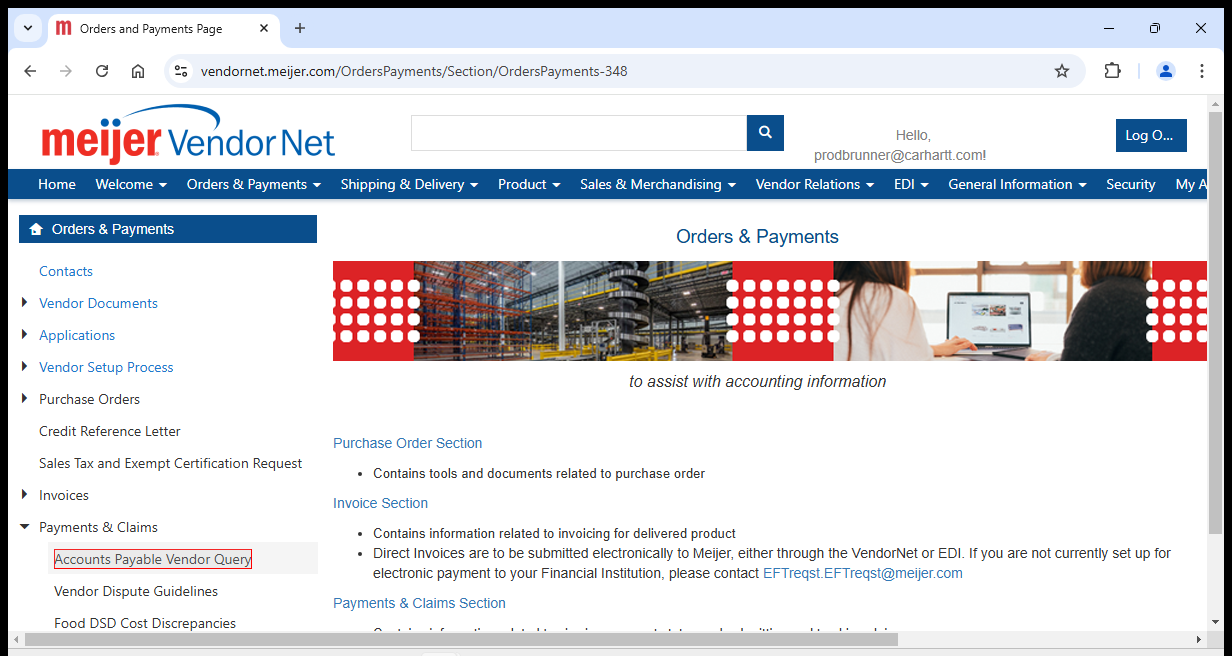 Orders and Payments Page
vendornet.meijer.com/OrdersPayments/Section/OrdersPayments-348
meijer VendorNet
Hello,
prodbrunner@carhartt.com!
Log O...
Home Welcome Orders & Payments Shipping & Delivery Product Sales & Merchandising Vendor Relations EDI General Information Security My A
Orders & Payments
Contacts
Vendor Documents
Applications
Vendor Setup Process
Purchase Orders
Credit Reference Letter
Sales Tax and Exempt Certification Request
Invoices
Payments & Claims
Accounts Payable Vendor Query
Vendor Dispute Guidelines
Food DSD Cost Discrepancies
Orders & Payments
to assist with accounting information
Purchase Order Section
• Contains tools and documents related to purchase order
Invoice Section
• Contains information related to invoicing for delivered product
• Direct Invoices are to be submitted electronically to Meijer, either through the VendorNet or EDI. If you are not currently set up for
electronic payment to your Financial Institution, please contact EFTreqst.EFTreqst@meijer.com
Payments & Claims Section